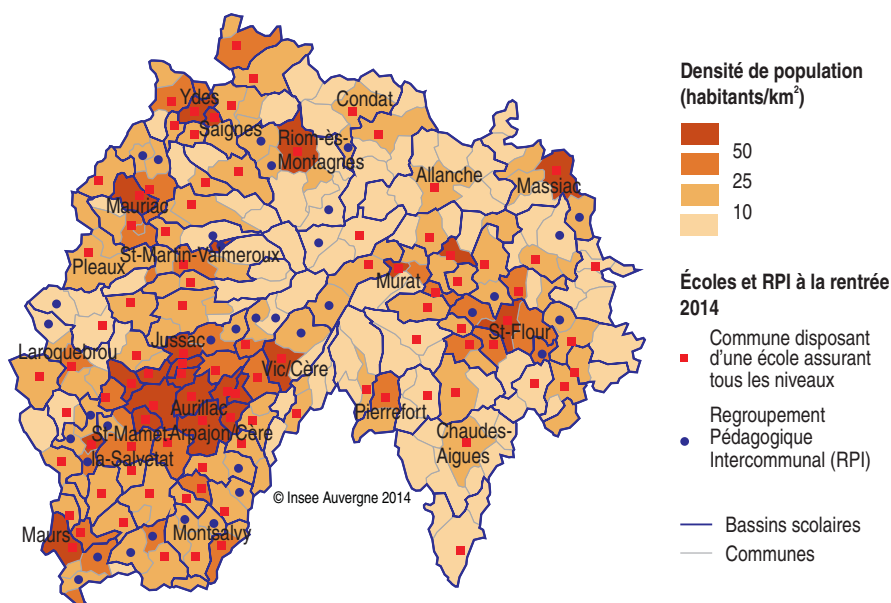 Ydes
Saignes
Condat
Riom-ès-
Montagnes
Allanche
Massiac
Mauriac
St-Martin-Valmeroux
Pleaux
Murat
St-Flour
Jussac
Laroquebrou
Vic/Cère
Aurillac
Pierrefort
St-Mamet-
la-Salvetat
Arpajon/Cère
Chaudes-
Aigues
© Insee Auvergne 2014
Maurs
Montsalvy
Densité de population
(habitants/km²)
50
25
10
Écoles et RPI à la rentrée
2014
Commune disposant
d'une école assurant
tous les niveaux
Regroupement
Pédagogique
Intercommunal (RPI)
Bassins scolaires
Communes